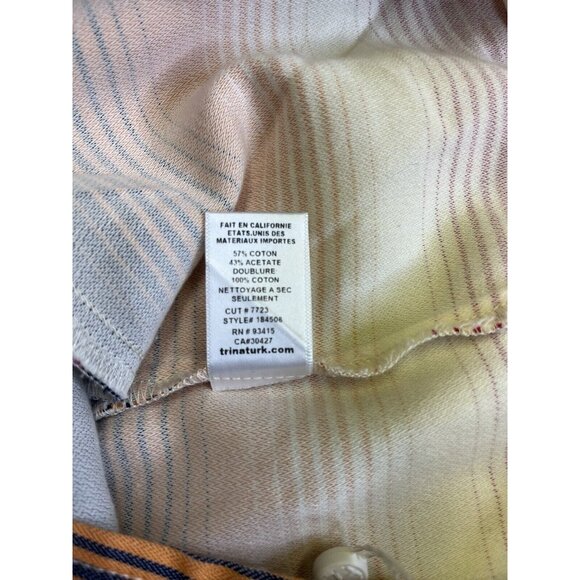 FAIT EN CALIFORNIE
ETATS.UNIS DES
MATERIAUX IMPORTES
57% COTON
43% ACETATE
DOUBLURE
100% COTON
NETTOYAGE A SEC
SEULEMENT
CUT # 7723
STYLE# 184506
RN # 93415
CA#30427
trinaturk.com